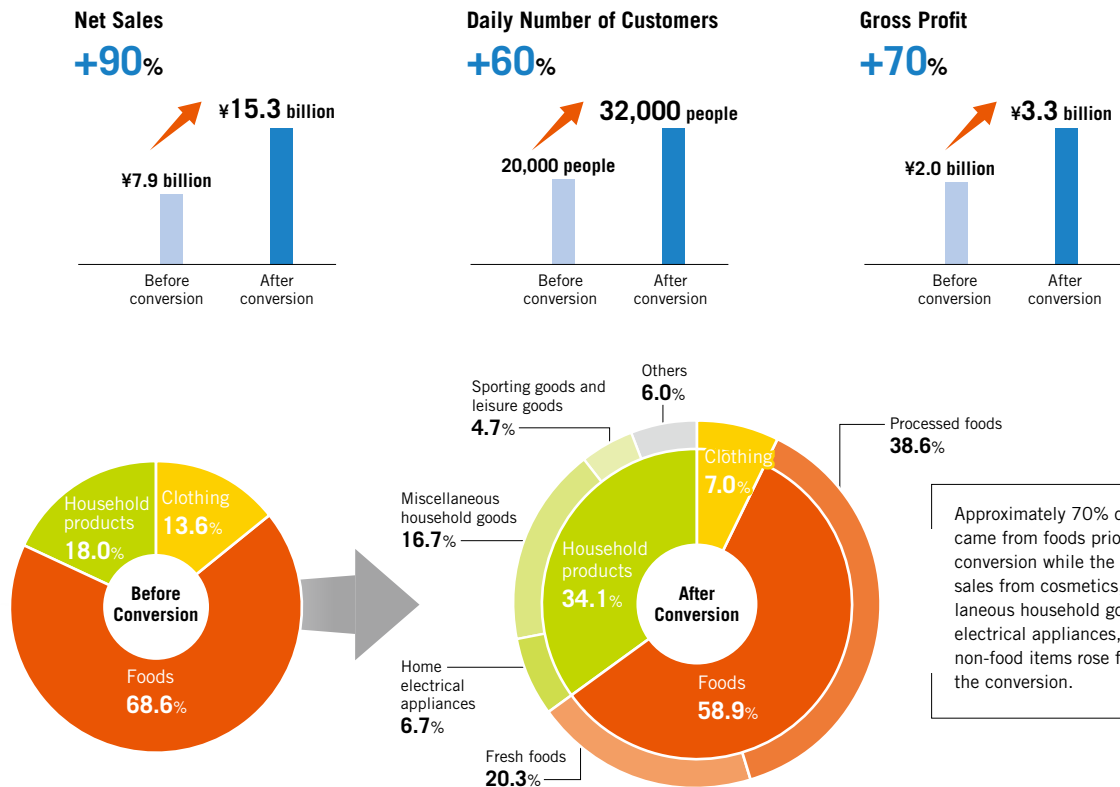 Net Sales
+90%
¥7.9 billion
¥15.3 billion
Before
conversion
After
conversion
Daily Number of Customers
+60%
20,000 people
32,000 people
Before
conversion
After
conversion
Gross Profit
+70%
¥2.0 billion
¥3.3 billion
Before
conversion
After
conversion
Household
products
18.0%
Clothing
13.6%
Before
Conversion
Foods
68.6%
Others
6.0%
Sporting goods and
leisure goods
4.7%
Miscellaneous
household goods
16.7%
Home
electrical
appliances
6.7%
Fresh foods
20.3%
Processed foods
38.6%
Clothing
7.0%
Household
products
34.1%
After
Conversion
Foods
58.9%
Approximately 70%
came from foods
conversion while the
sales from cosmetics
laneous household
electrical appliances,
non-food items rose
the conversion.